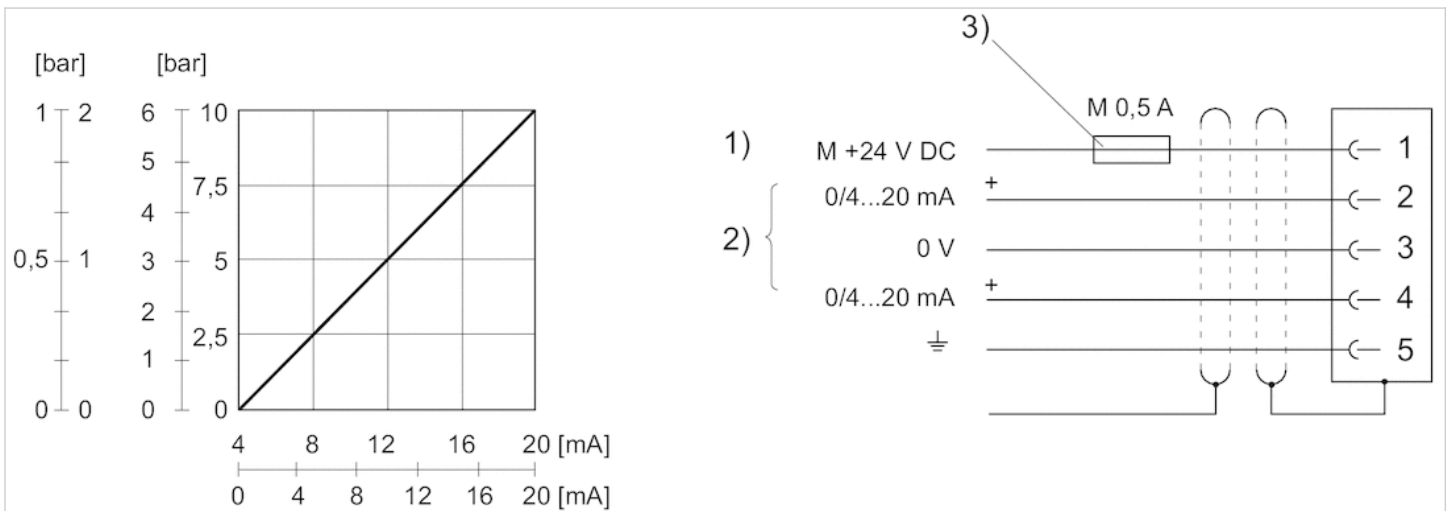 [bar] [bar]
1 2 6 10
5
7,5
4
0,5 1 3 5
2
2,5
1
0 0 0 0
4 8 12 16 20 [mA]
0 4 8 12 16 20 [mA]
3)
M 0,5 A
1) M +24 V DC 1
0/4...20 mA + 2
2) 0 V 3
0/4...20 mA + 4
5